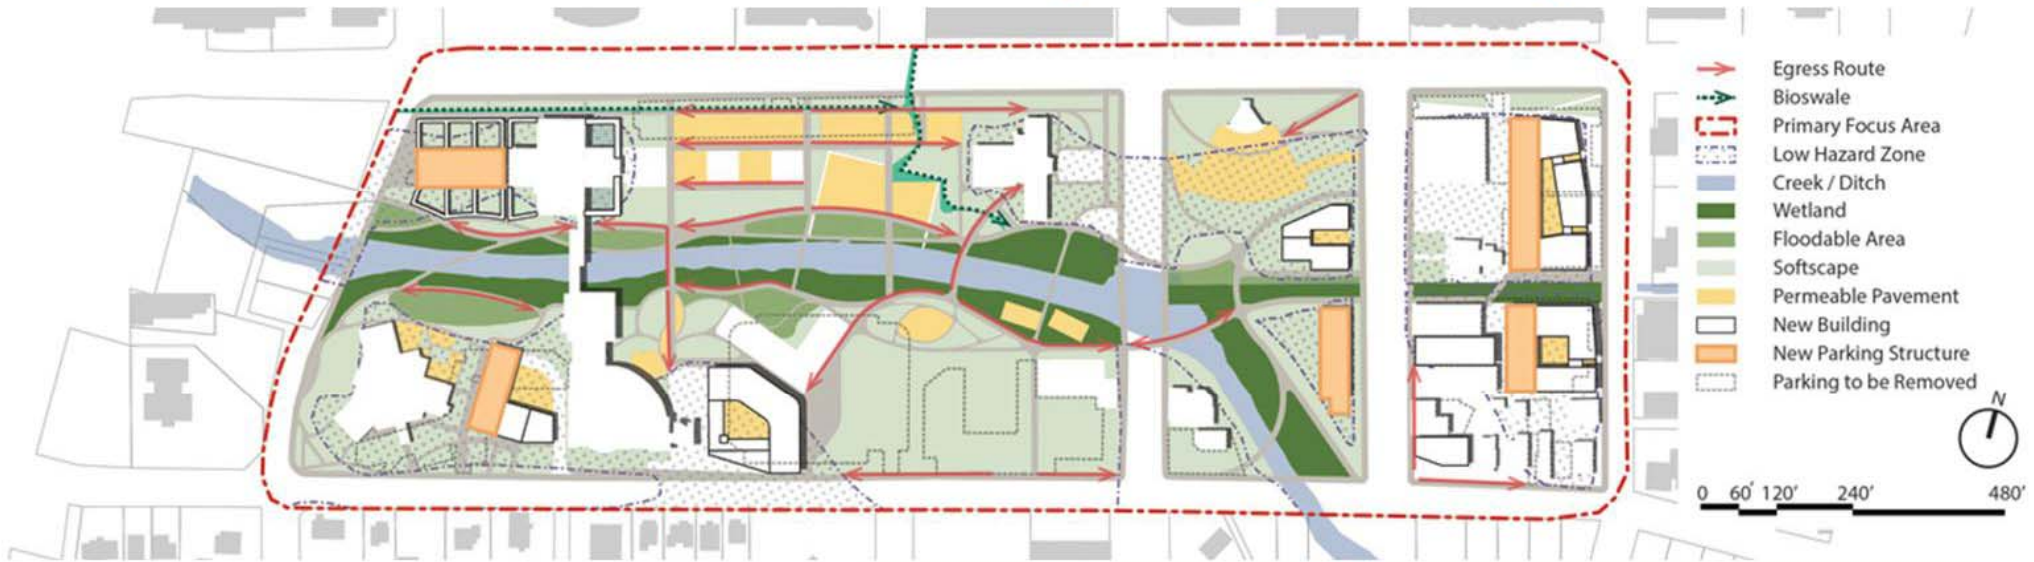 Egress Route
Bioswale
Primary Focus Area
Low Hazard Zone
Creek / Ditch
Wetland
Floodable Area
Softscape
Permeable Pavement
New Building
New Parking Structure
Parking to be Removed
N
0 60' 120' 240' 480'